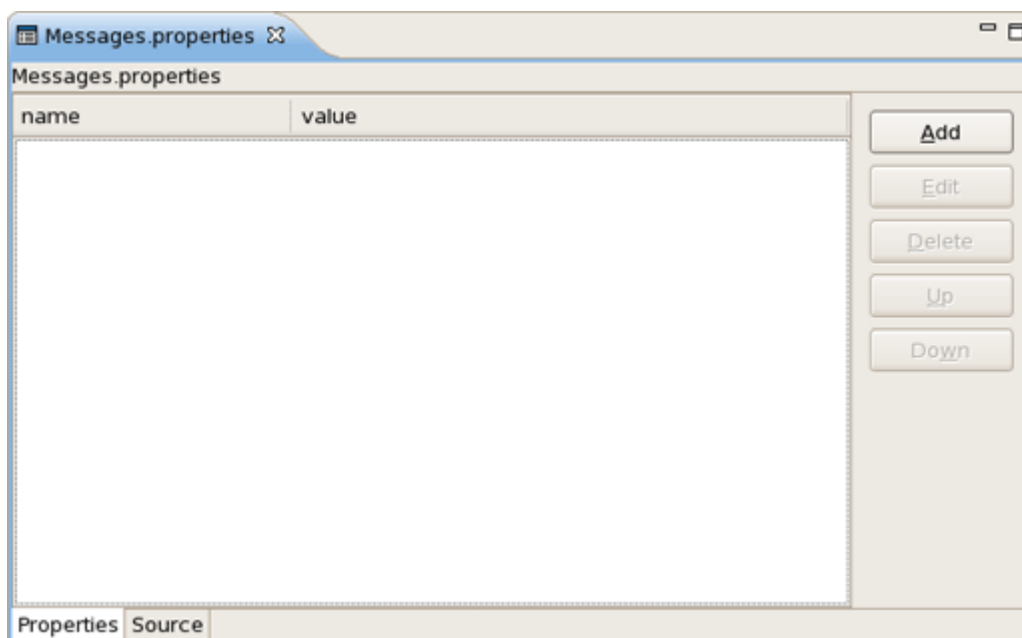 Messages.properties
Messages.properties
name value
Add
Edit
Delete
Up
Down
Properties Source